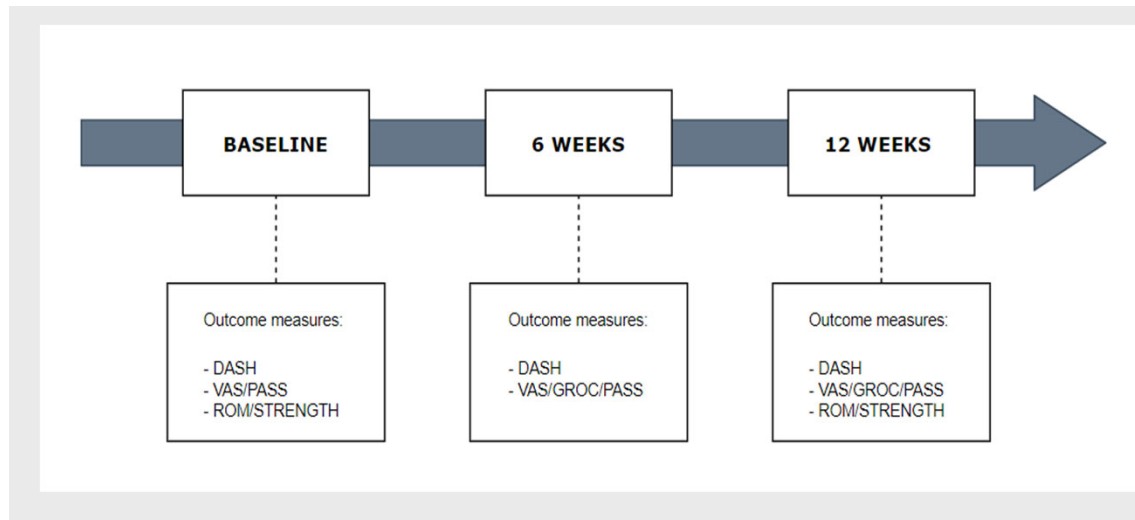 BASELINE
6 WEEKS
12 WEEKS
Outcome measures:
- DASH
- VAS/PASS
- ROM/STRENGTH
Outcome measures:
- DASH
- VAS/GROC/PASS
Outcome measures:
- DASH
- VAS/GROC/PASS
- ROM/STRENGTH